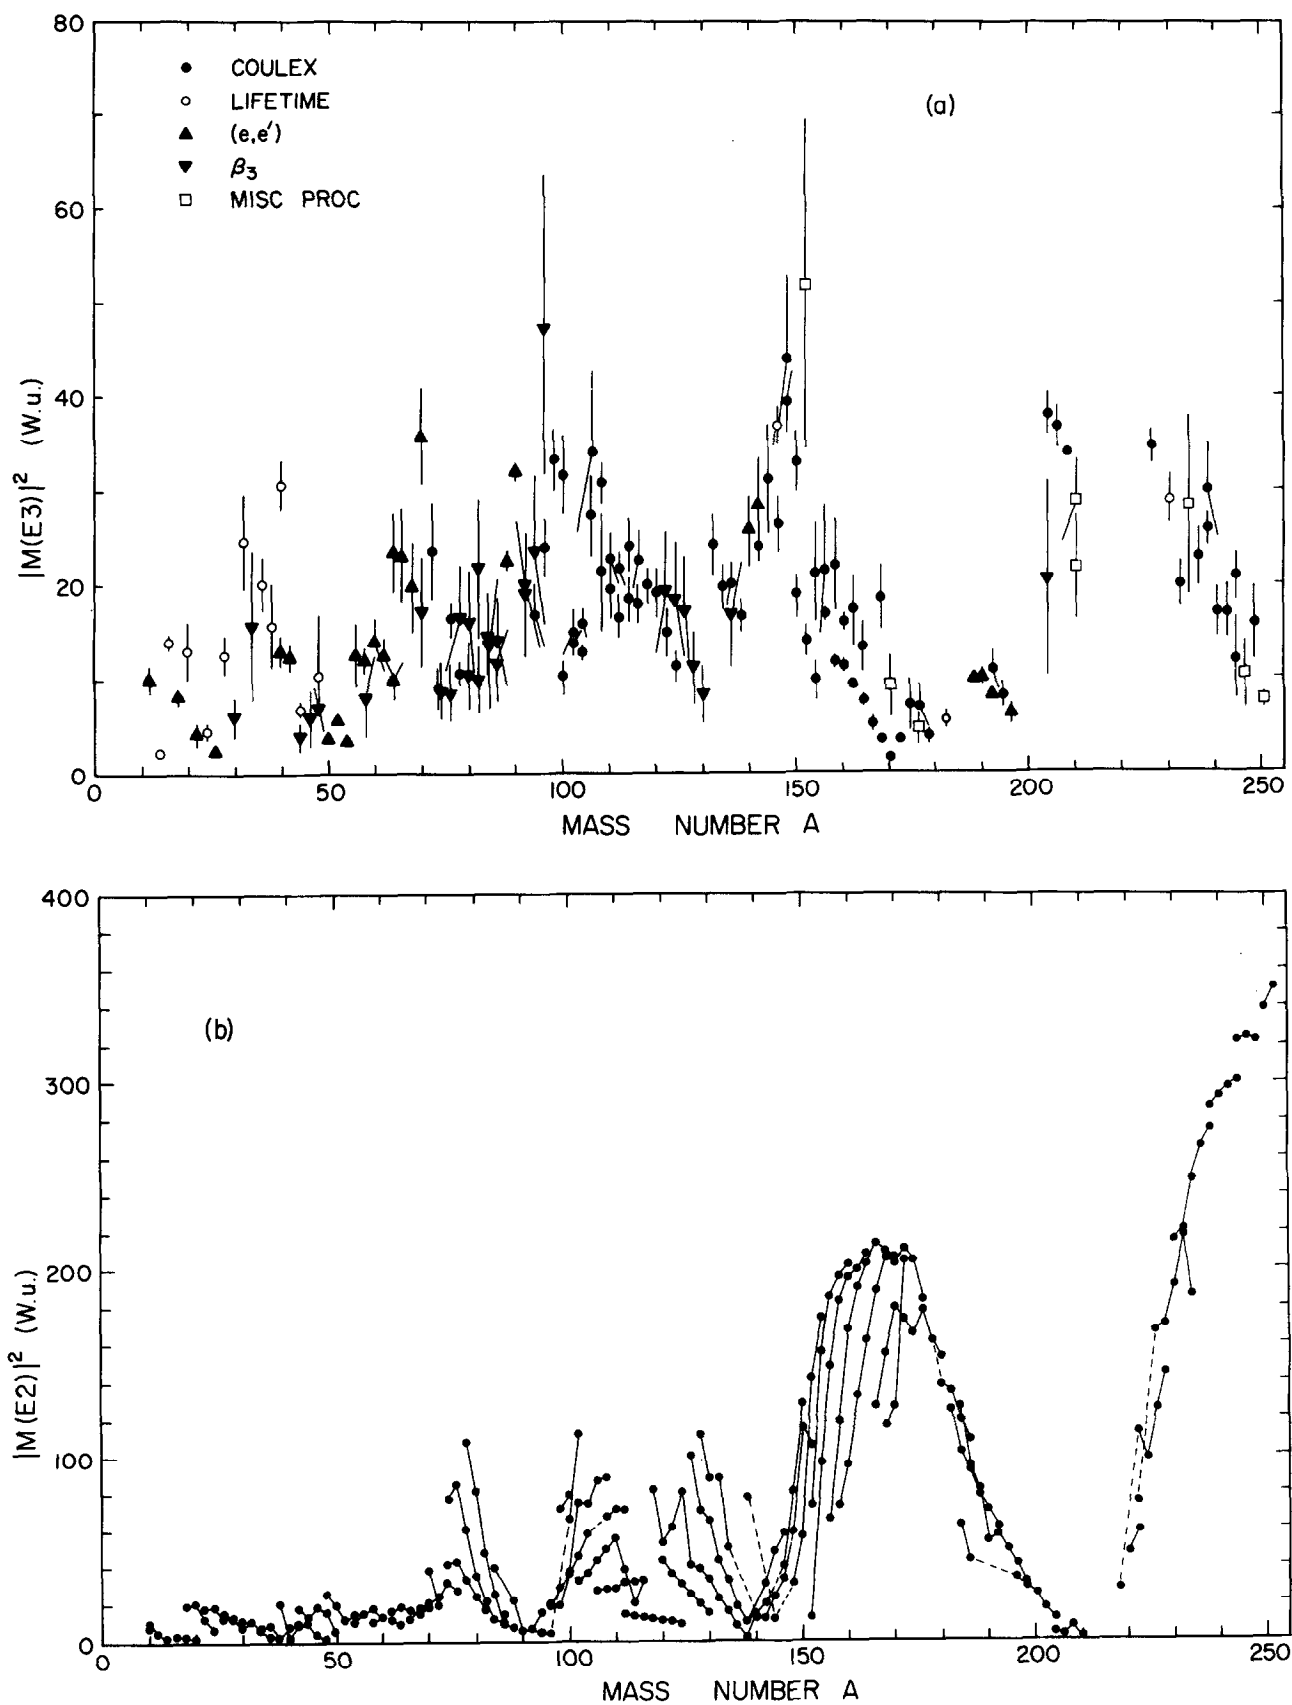 80
60
40
20
0
|M(E3)|² (W.u.)
COULEX
LIFETIME
(e,e′)
β₃
MISC PROC
(a)
0 50 100 150 200 250
MASS NUMBER A
400
300
200
100
0
|M(E2)|² (W.u.)
(b)
0 50 100 150 200 250
MASS NUMBER A